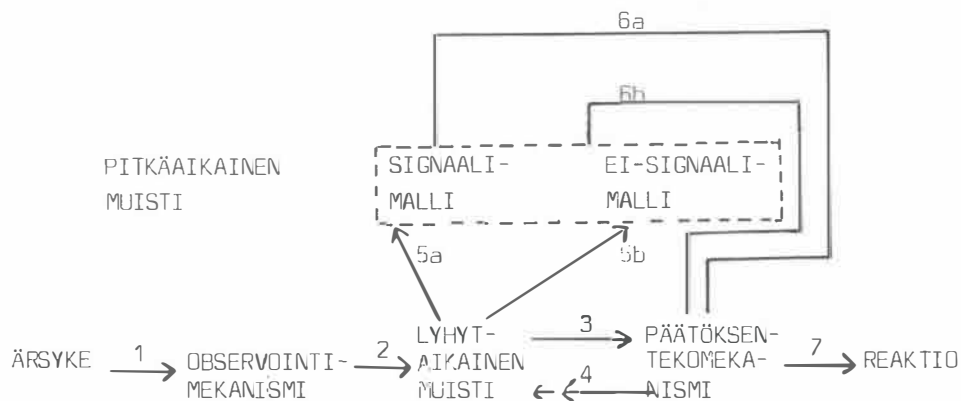 6a
6b
PITKÄAIKAINEN
MUISTI
SIGNAALI-
MALLI
EI-SIGNAALI-
MALLI
5a
5b
ÄRSYKE
1
OBSERVOINTI-
MEKANISMI
2
LYHYT-
AIKAINEN
MUISTI
3
4
PÄÄTÖKSEN-
TEKOMEKA-
NISMI
7
REAKTIO